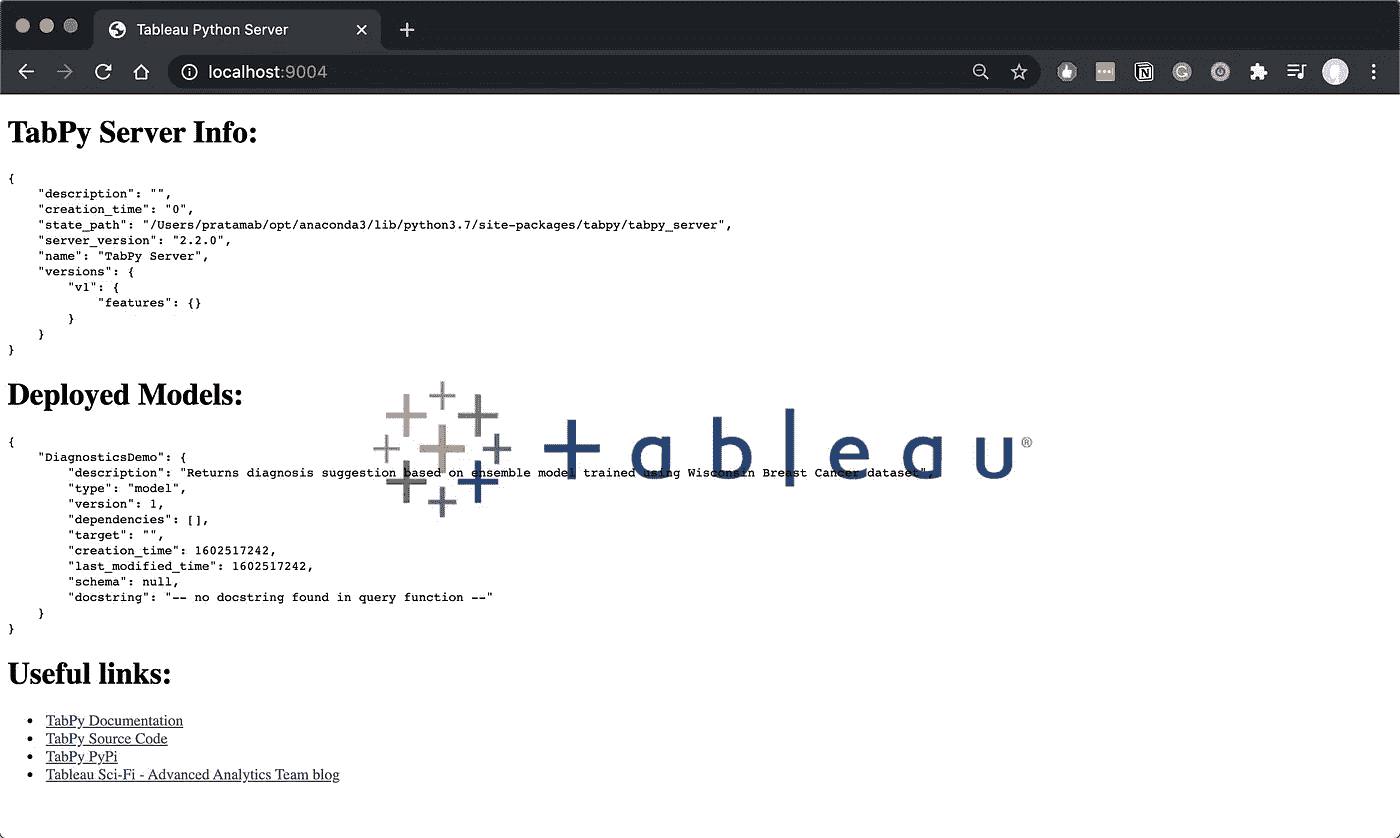 Tableau Python Server
localhost:9004
TabPy Server Info:
{
    "description": "",
    "creation_time": "0",
    "state_path": "/Users/pratamab/opt/anaconda3/lib/python3.7/site-packages/tabpy/tabpy_server",
    "server_version": "2.2.0",
    "name": "TabPy Server",
    "versions": {
        "v1": {
            "features": {}
        }
    }
}
Deployed Models:
{
    "DiagnosticsDemo": {
        "description": "Returns diagnosis suggestion based on ensemble model trained using Wisconsin Breast Cancer dataset",
        "type": "model",
        "version": 1,
        "dependencies": [],
        "target": "",
        "creation_time": 1602517242,
        "last_modified_time": 1602517242,
        "schema": null,
        "docstring": "-- no docstring found in query function --"
    }
}
+ableau®
Useful links:
• TabPy Documentation
• TabPy Source Code
• TabPy PyPi
• Tableau Sci-Fi - Advanced Analytics Team blog